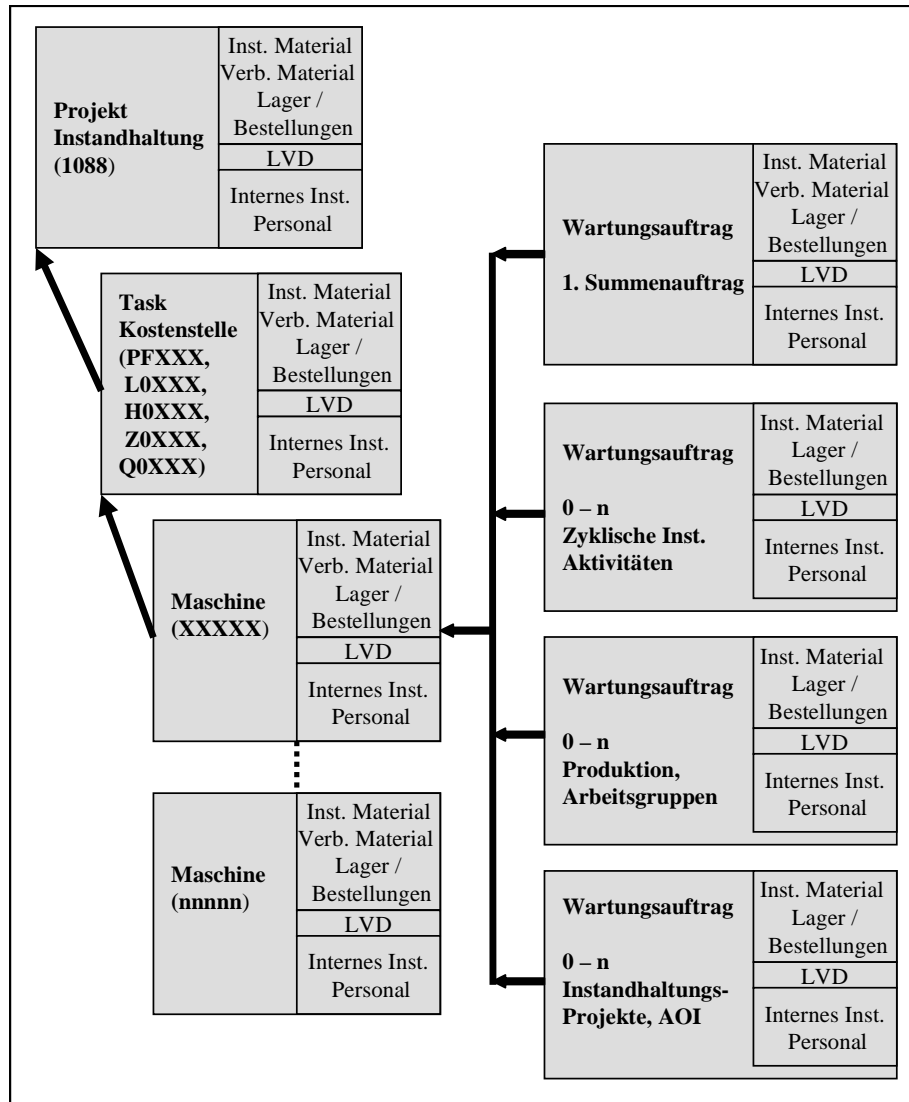 Projekt
Instandhaltung
(1088)
Inst. Material
Verb. Material
Lager /
Bestellungen
LVD
Internes Inst.
Personal
Task
Kostenstelle
(PFXXX,
L0XXX,
H0XXX,
Z0XXX,
Q0XXX)
Inst. Material
Verb. Material
Lager /
Bestellungen
LVD
Internes Inst.
Personal
Maschine
(XXXXX)
Inst. Material
Verb. Material
Lager /
Bestellungen
LVD
Internes Inst.
Personal
Maschine
(nnnnn)
Inst. Material
Verb. Material
Lager /
Bestellungen
LVD
Internes Inst.
Personal
Wartungsauftrag
1. Summenauftrag
Inst. Material
Verb. Material
Lager /
Bestellungen
LVD
Internes Inst.
Personal
Wartungsauftrag
0 – n
Zyklische Inst.
Aktivitäten
Inst. Material
Lager /
Bestellungen
LVD
Internes Inst.
Personal
Wartungsauftrag
0 – n
Produktion,
Arbeitsgruppen
Inst. Material
Lager /
Bestellungen
LVD
Internes Inst.
Personal
Wartungsauftrag
0 – n
Instandhaltungs-
Projekte, AOI
Inst. Material
Lager /
Bestellungen
LVD
Internes Inst.
Personal